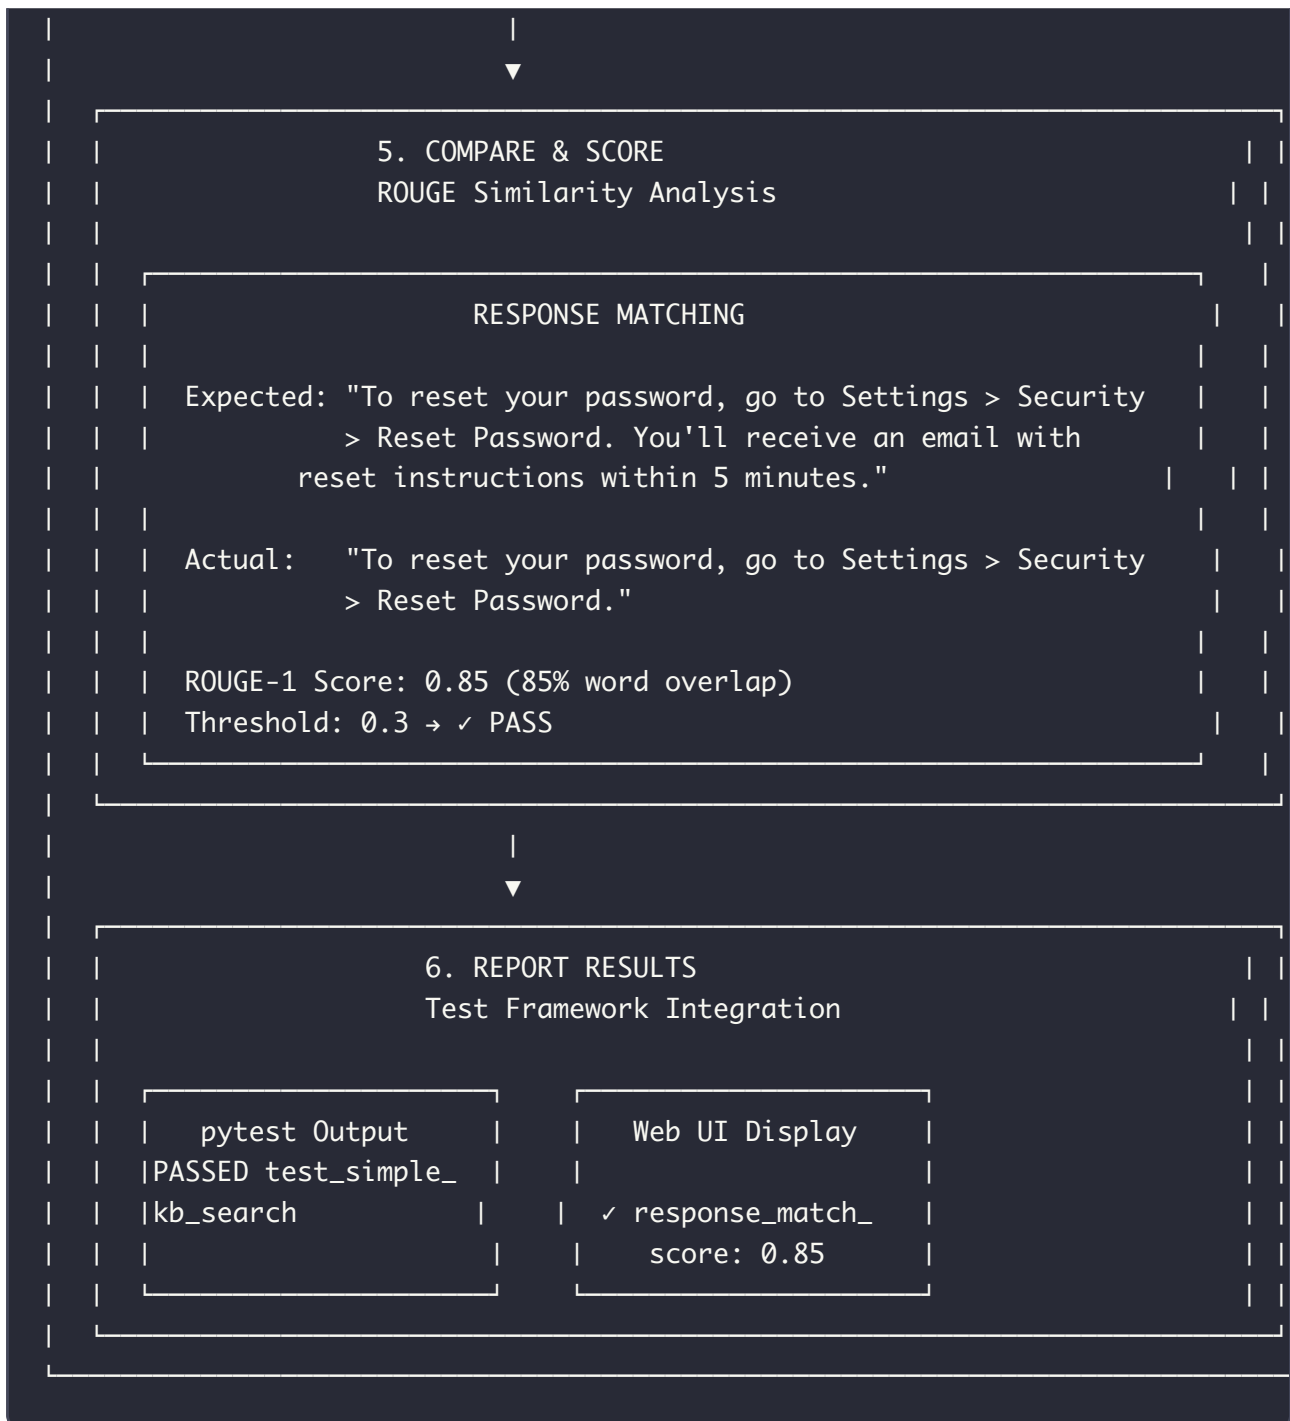 5. COMPARE & SCORE
ROUGE Similarity Analysis
RESPONSE MATCHING
Expected: "To reset your password, go to Settings > Security
> Reset Password. You'll receive an email with
reset instructions within 5 minutes."
Actual: "To reset your password, go to Settings > Security
> Reset Password."
ROUGE-1 Score: 0.85 (85% word overlap)
Threshold: 0.3 → ✓ PASS
6. REPORT RESULTS
Test Framework Integration
pytest Output
PASSED test_simple_
kb_search
Web UI Display
✓ response_match_
score: 0.85